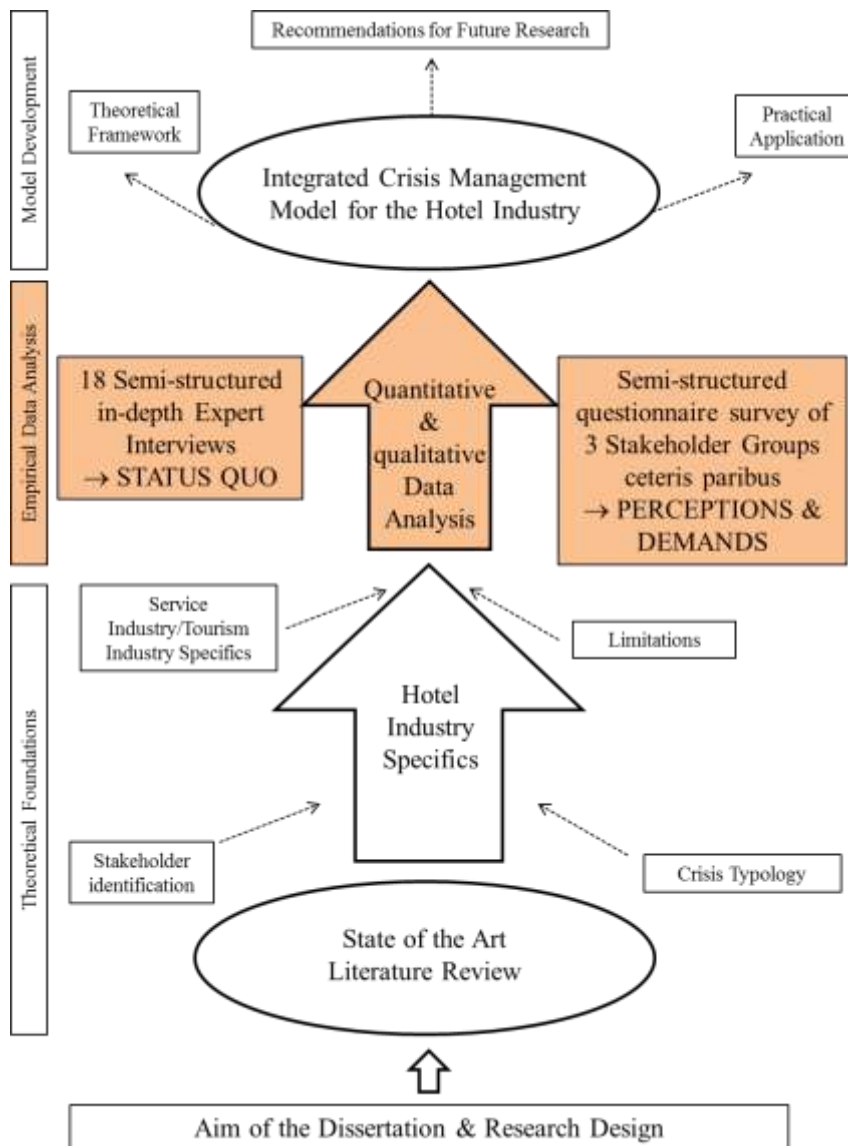 Recommendations for Future Research
Model Development
Theoretical
Framework
Practical
Application
Integrated Crisis Management
Model for the Hotel Industry
Empirical Data Analysis
18 Semi-structured
in-depth Expert
Interviews
→ STATUS QUO
Quantitative
&
qualitative
Data
Analysis
Semi-structured
questionnaire survey of
3 Stakeholder Groups
ceteris paribus
→ PERCEPTIONS &
DEMANDS
Theoretical Foundations
Service
Industry/Tourism
Industry Specifics
Limitations
Hotel
Industry
Specifics
Stakeholder
identification
Crisis Typology
State of the Art
Literature Review
Aim of the Dissertation & Research Design